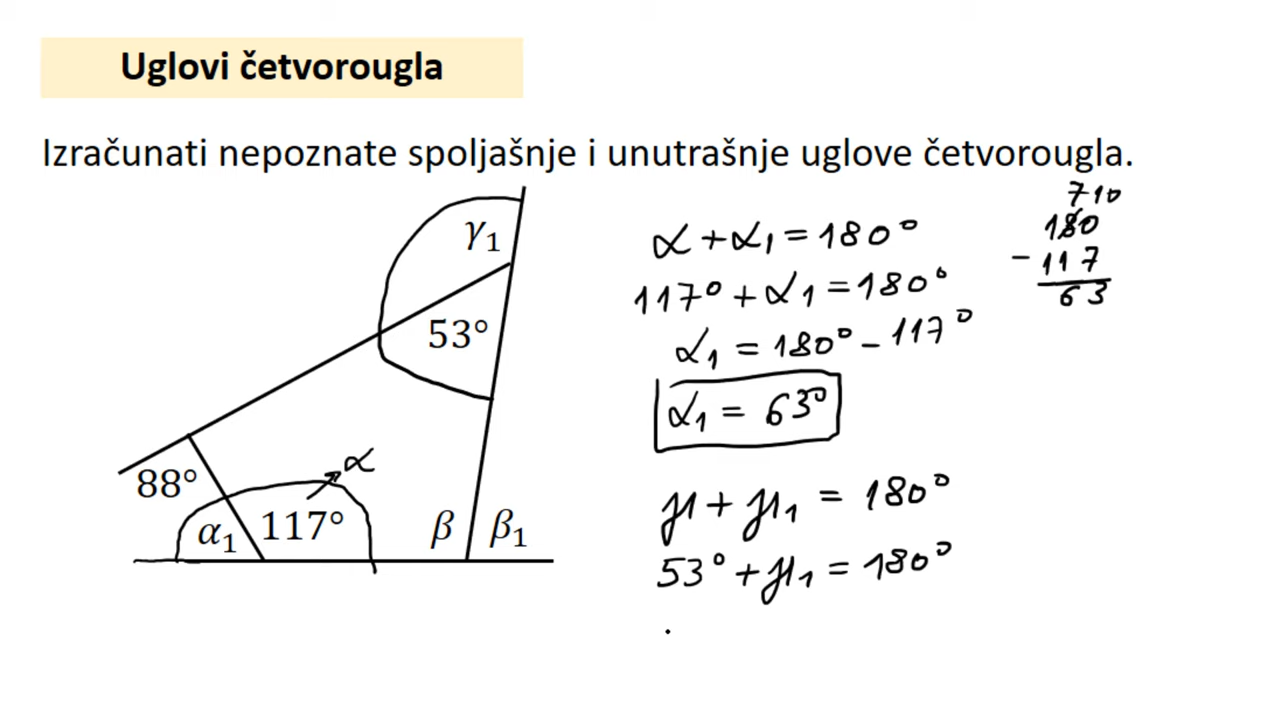 Uglovi četvorougla
Izračunati nepoznate spoljašnje i unutrašnje uglove četvorougla.
γ₁
53°
88°
α₁ 117° β β₁
α
α + α₁ = 180°
117° + α₁ = 180°
α₁ = 180° - 117°
α₁ = 63°
γ + γ₁ = 180°
53° + γ₁ = 180°
7 10
180
- 117
63